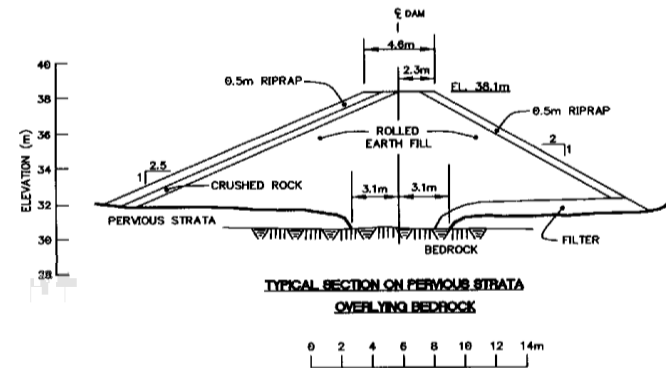 ℄ DAM
4.6m
2.3m
40
38
36
34
32
30
28
ELEVATION (m)
0.5m RIPRAP
EL. 38.1m
0.5m RIPRAP
ROLLED
EARTH FILL
2
1
2.5
1
CRUSHED ROCK
3.1m
3.1m
PERVIOUS STRATA
FILTER
BEDROCK
TYPICAL SECTION ON PERVIOUS STRATA
OVERLYING BEDROCK
0 2 4 6 8 10 12 14m